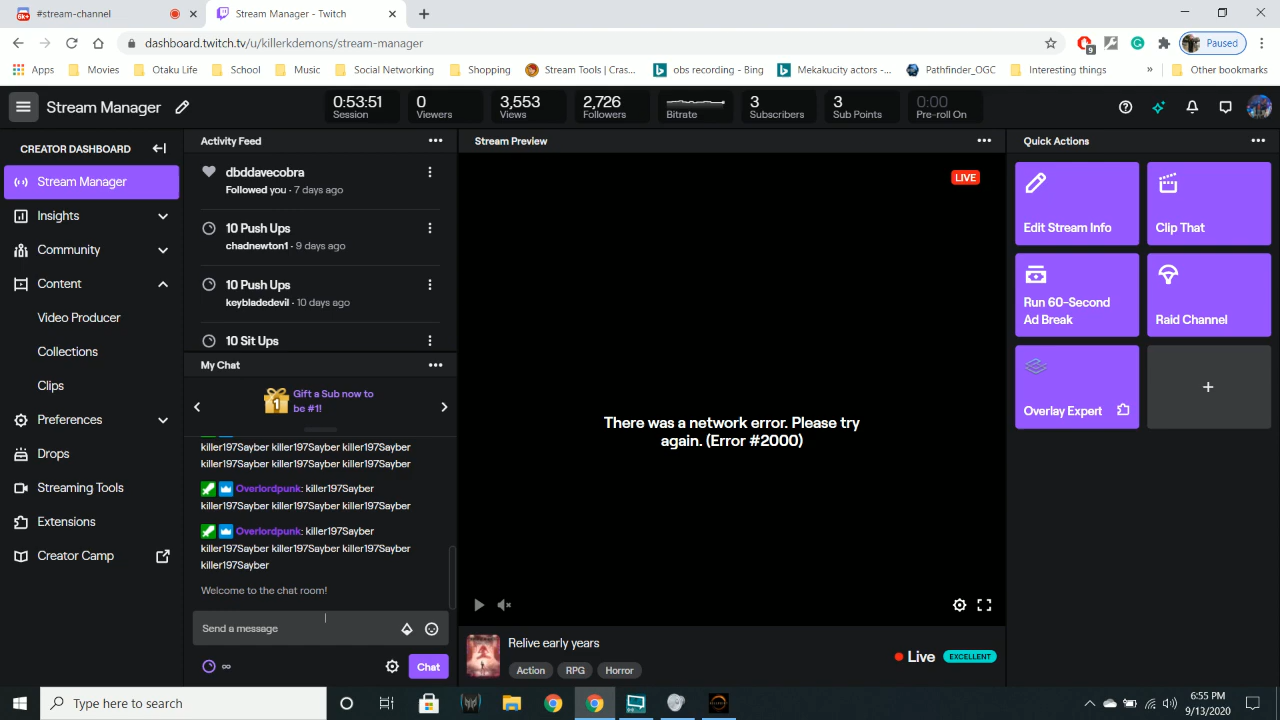 #stream-channel
Stream Manager - Twitch
dashboard.twitch.tv/u/killerkdemons/stream-manager
9
Paused
Apps
Movies
Otaku Life
School
Music
Social Networking
Shopping
Stream Tools | Cras...
obs recording - Bing
Mekakucity actors -...
Pathfinder_OGC
Interesting things
»
Other bookmarks
Stream Manager
0:53:51
Session
0
Viewers
3,553
Views
2,726
Followers
Bitrate
3
Subscribers
3
Sub Points
0:00
Pre-roll On
CREATOR DASHBOARD
Stream Manager
Insights
Community
Content
Video Producer
Collections
Clips
Preferences
Drops
Streaming Tools
Extensions
Creator Camp
Activity Feed
dbddavecobra
Followed you - 7 days ago
10 Push Ups
chadnewton1 - 9 days ago
10 Push Ups
keybladedevil - 10 days ago
10 Sit Ups
My Chat
1
Gift a Sub now to
be #1!
killer197Sayber killer197Sayber killer197Sayber
killer197Sayber killer197Sayber killer197Sayber
Overlordpunk: killer197Sayber
killer197Sayber killer197Sayber killer197Sayber
Overlordpunk: killer197Sayber
killer197Sayber killer197Sayber killer197Sayber
killer197Sayber
Welcome to the chat room!
Send a message
∞
Chat
Stream Preview
LIVE
There was a network error. Please try
again. (Error #2000)
Relive early years
Action
RPG
Horror
Live
EXCELLENT
Quick Actions
Edit Stream Info
Clip That
Run 60-Second
Ad Break
Raid Channel
Overlay Expert
Type here to search
6:55 PM
9/13/2020